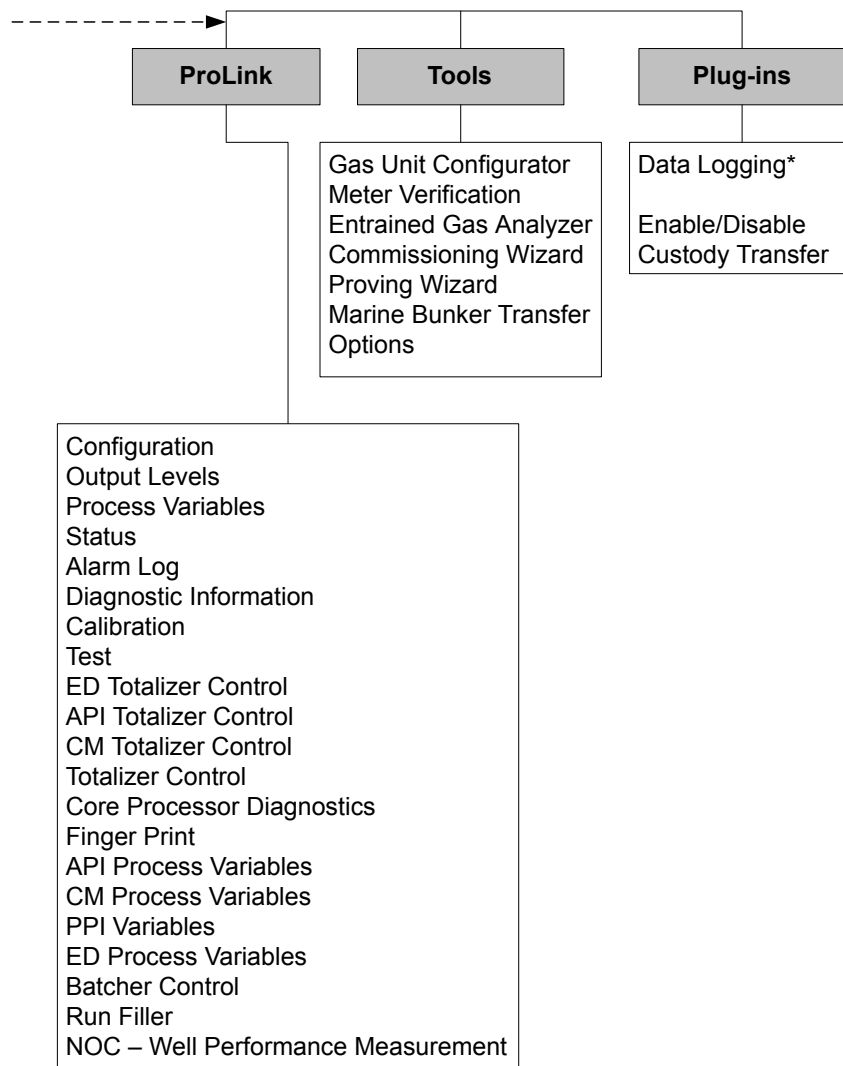 ProLink
Tools
Plug-ins
Gas Unit Configurator
Meter Verification
Entrained Gas Analyzer
Commissioning Wizard
Proving Wizard
Marine Bunker Transfer
Options
Data Logging*
Enable/Disable
Custody Transfer
Configuration
Output Levels
Process Variables
Status
Alarm Log
Diagnostic Information
Calibration
Test
ED Totalizer Control
API Totalizer Control
CM Totalizer Control
Totalizer Control
Core Processor Diagnostics
Finger Print
API Process Variables
CM Process Variables
PPI Variables
ED Process Variables
Batcher Control
Run Filler
NOC – Well Performance Measurement